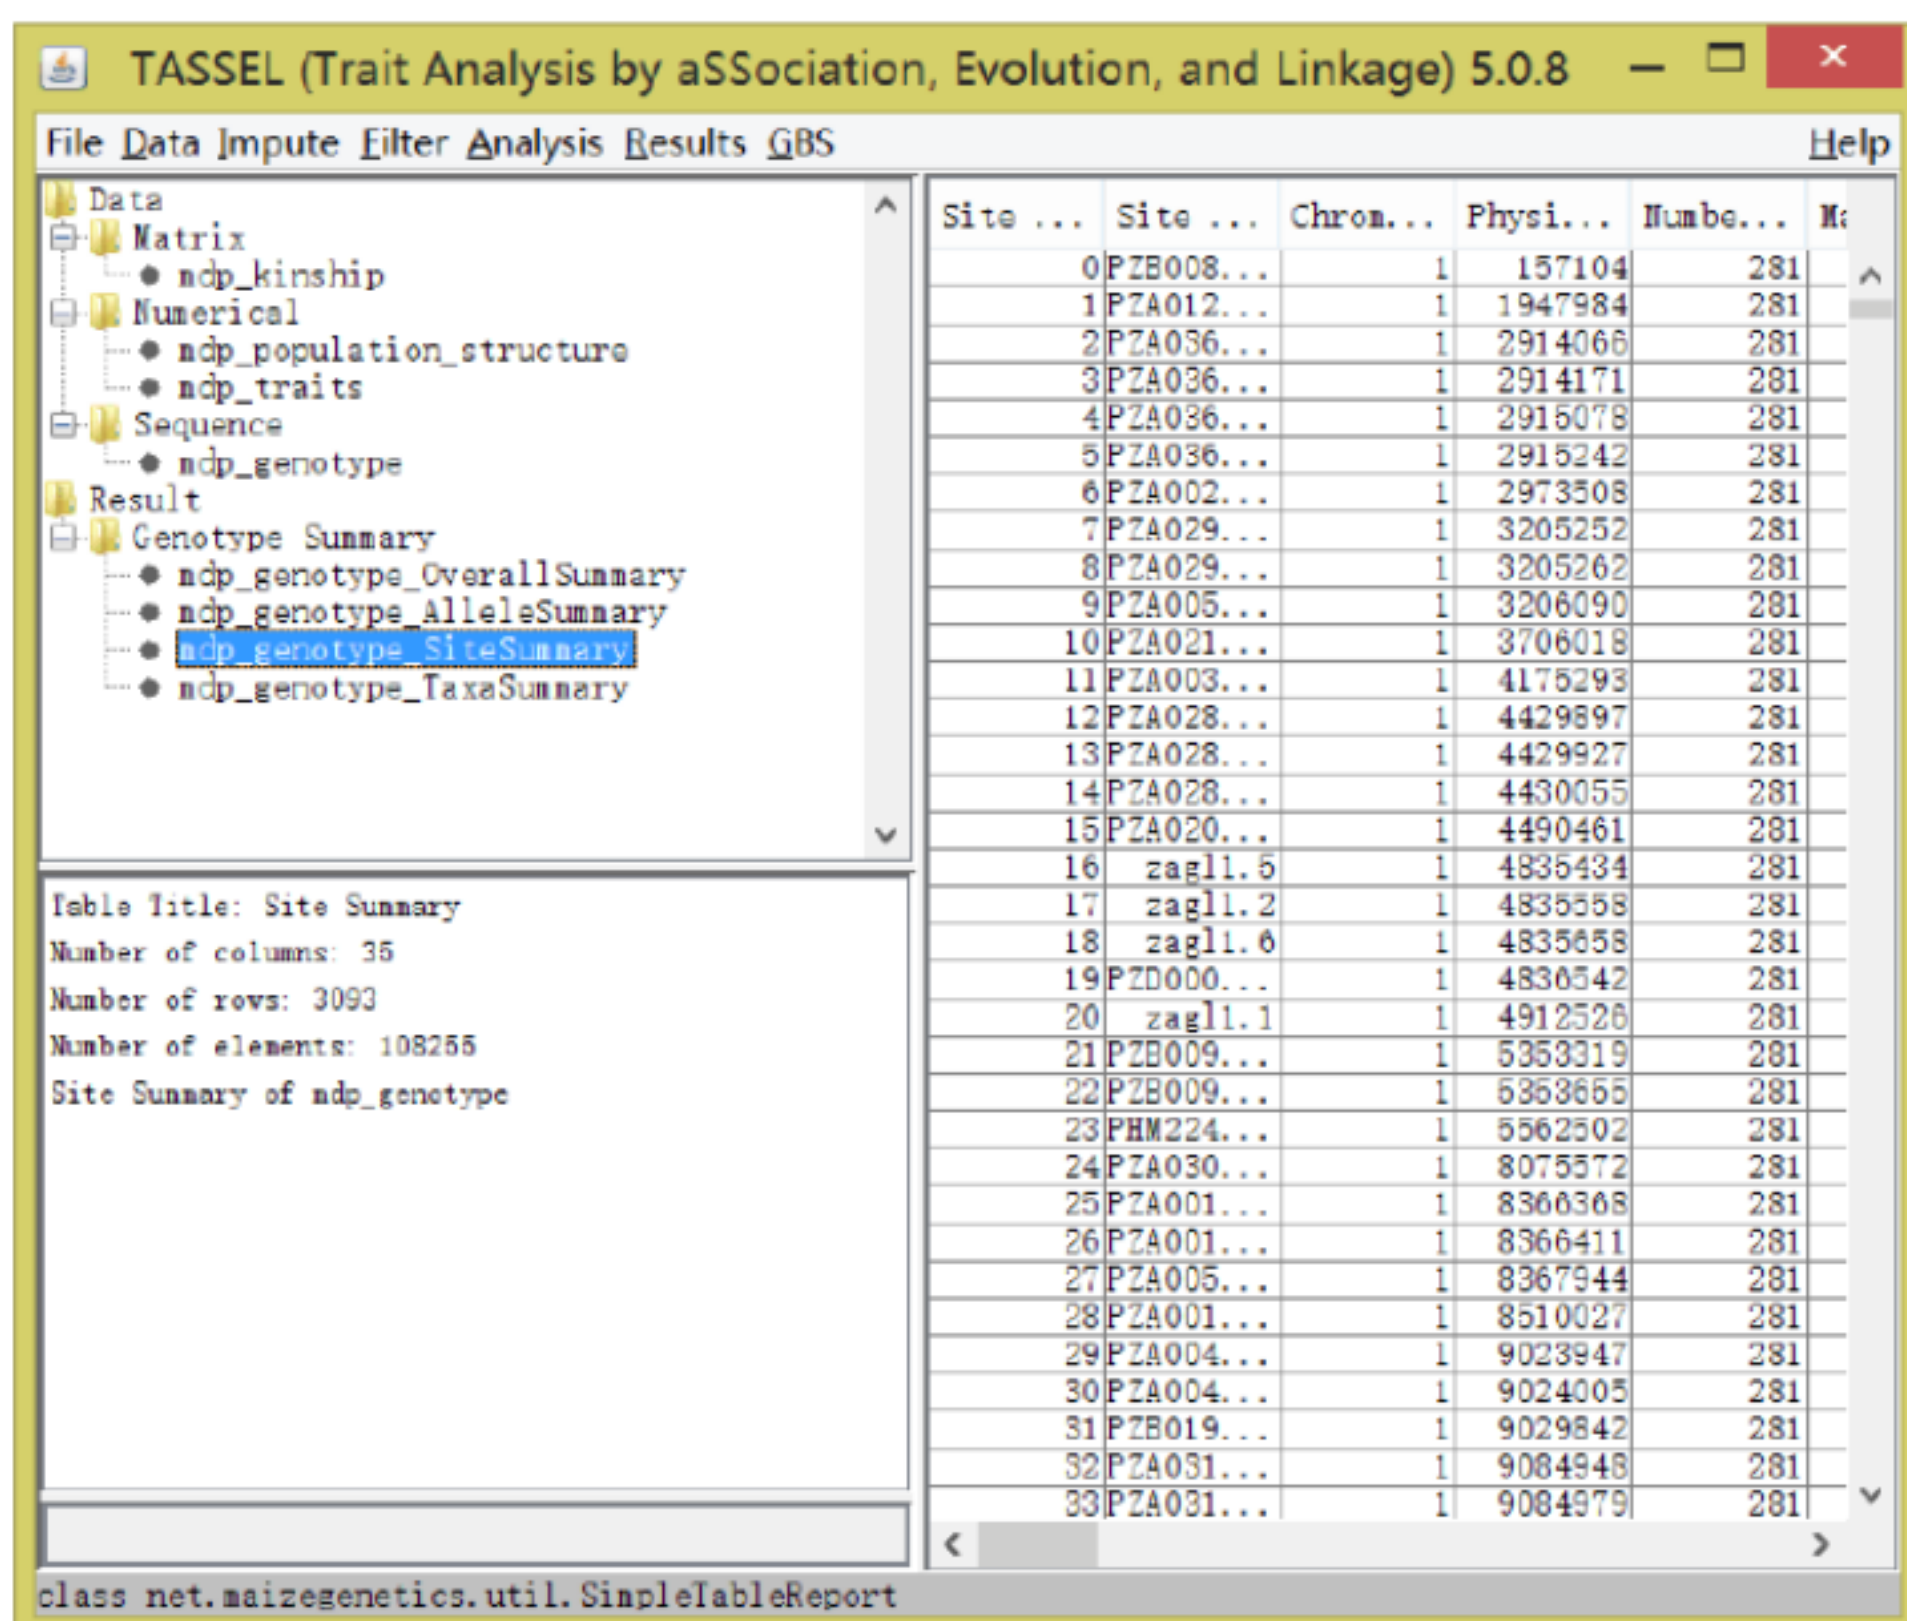 TASSEL (Trait Analysis by aSSociation, Evolution, and Linkage) 5.0.8
File Data Impute Filter Analysis Results GBS Help
Data
Matrix
mdp_kinship
Numerical
mdp_population_structure
mdp_traits
Sequence
mdp_genotype
Result
Genotype Summary
mdp_genotype_OverallSummary
mdp_genotype_AlleleSummary
mdp_genotype_SiteSummary
mdp_genotype_TaxaSummary
Table Title: Site Summary
Number of columns: 35
Number of rows: 3093
Number of elements: 108255
Site Summary of mdp_genotype
Site ... Site ... Chrom... Physi... Numbe... Ma
0 PZB008... 1 157104 281
1 PZA012... 1 1947984 281
2 PZA036... 1 2914066 281
3 PZA036... 1 2914171 281
4 PZA036... 1 2915078 281
5 PZA036... 1 2915242 281
6 PZA002... 1 2973508 281
7 PZA029... 1 3205252 281
8 PZA029... 1 3205262 281
9 PZA005... 1 3206090 281
10 PZA021... 1 3706018 281
11 PZA003... 1 4175293 281
12 PZA028... 1 4429897 281
13 PZA028... 1 4429927 281
14 PZA028... 1 4430055 281
15 PZA020... 1 4490461 281
16 zagl1.5 1 4835434 281
17 zagl1.2 1 4835558 281
18 zagl1.6 1 4835658 281
19 PZD000... 1 4836542 281
20 zagl1.1 1 4912526 281
21 PZB009... 1 5353319 281
22 PZB009... 1 5353655 281
23 PHM224... 1 5562502 281
24 PZA030... 1 8075572 281
25 PZA001... 1 8366368 281
26 PZA001... 1 8366411 281
27 PZA005... 1 8367944 281
28 PZA001... 1 8510027 281
29 PZA004... 1 9023947 281
30 PZA004... 1 9024005 281
31 PZB019... 1 9029842 281
32 PZA031... 1 9084948 281
33 PZA031... 1 9084979 281
class net.maizegenetics.util.SimpleTableReport